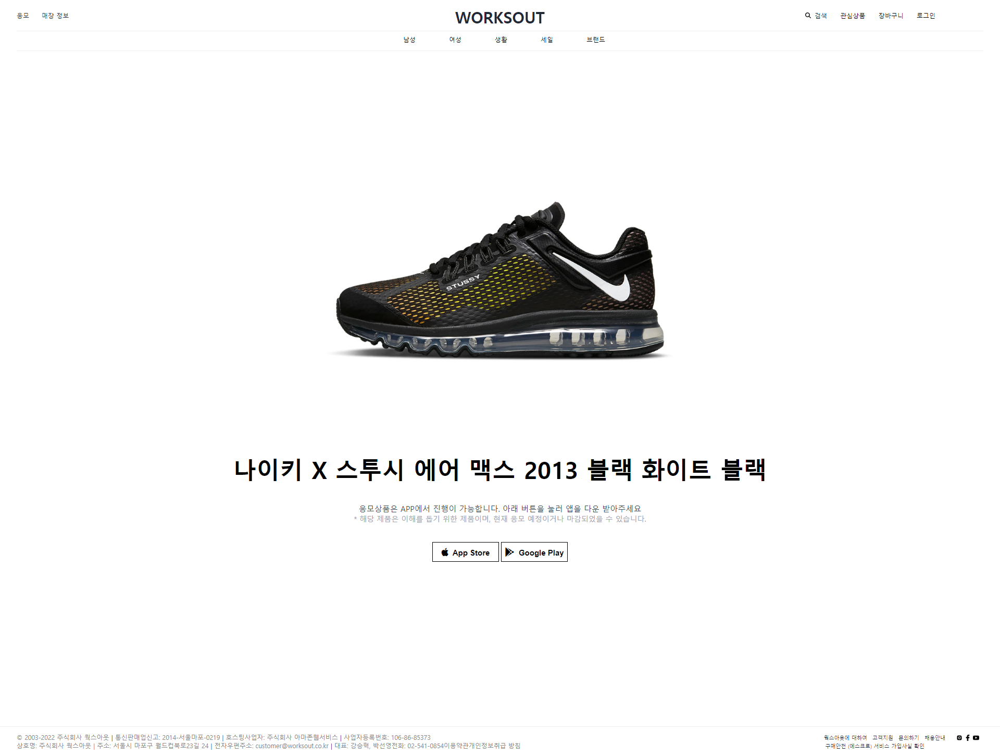 응모 매장 정보 WORKSOUT 검색 관심상품 장바구니 로그인
남성 여성 생활 세일 브랜드
STUSSY
나이키 X 스투시 에어 맥스 2013 블랙 화이트 블랙
응모상품은 APP에서 진행이 가능합니다. 아래 버튼을 눌러 앱을 다운 받아주세요
* 해당 제품은 이해를 돕기 위한 제품이며, 현재 응모 예정이거나 마감되었을 수 있습니다.
App Store Google Play
© 2003-2022 주식회사 웍스아웃 | 통신판매업신고: 2014-서울마포-0219 | 호스팅사업자: 주식회사 아마존웹서비스 | 사업자등록번호: 106-86-85373
상호명: 주식회사 웍스아웃 | 주소: 서울시 마포구 월드컵북로23길 24 | 전자우편주소: customer@worksout.co.kr | 대표: 강승혁, 박선영전화: 02-541-0854이용약관개인정보취급 방침
웍스아웃에 대하여 고객지원 문의하기 채용안내
구매안전 (에스크로) 서비스 가입사실 확인